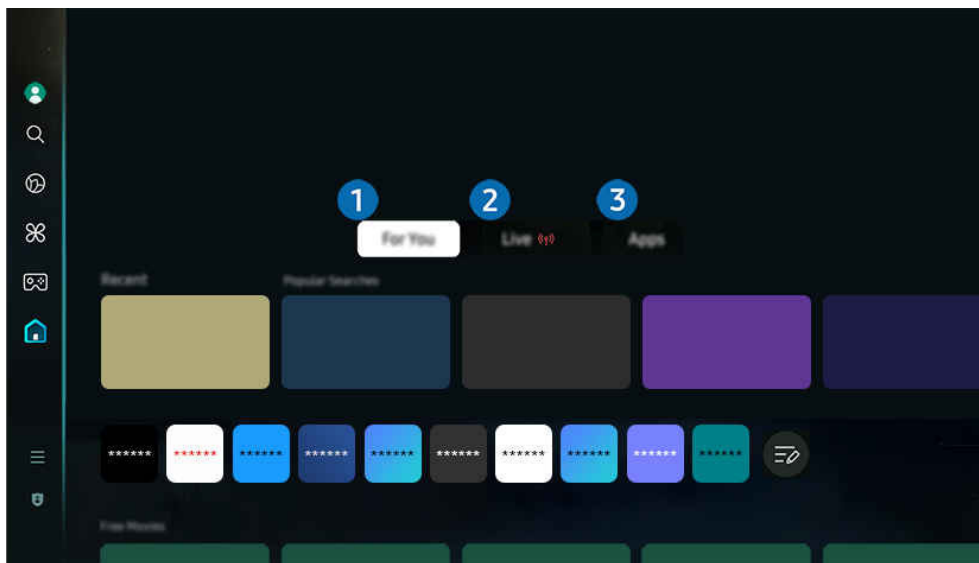 1 2 3
For You Live Apps
Recent Popular Searches
****** ****** ****** ****** ****** ****** ****** ****** ****** ******
Free Movies